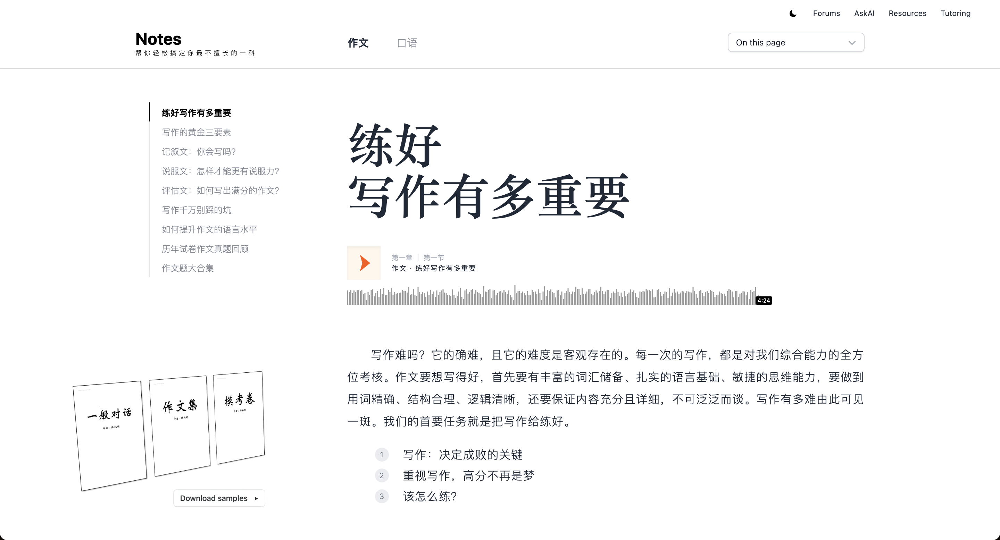 Forums AskAI Resources Tutoring
Notes
帮你轻松搞定你最不擅长的一科
作文 口语
On this page
练好写作有多重要
写作的黄金三要素
记叙文：你会写吗？
说服文：怎样才能更有说服力？
评估文：如何写出满分的作文？
写作千万别踩的坑
如何提升作文的语言水平
历年试卷作文真题回顾
作文题大合集
练好
写作有多重要
第一章 | 第一节
作文 · 练好写作有多重要
4:24
写作难吗？它的确难，且它的难度是客观存在的。每一次的写作，都是对我们综合能力的全方
位考核。作文要想写得好，首先要有丰富的词汇储备、扎实的语言基础、敏捷的思维能力，要做到
用词精确、结构合理、逻辑清晰，还要保证内容充分且详细，不可泛泛而谈。写作有多难由此可见
一斑。我们的首要任务就是把写作给练好。
1 写作：决定成败的关键
2 重视写作，高分不再是梦
3 该怎么练？
一般对话
作者：陈礼明
作文集
作者：陈礼明
模考卷
作者：陈礼明
Download samples